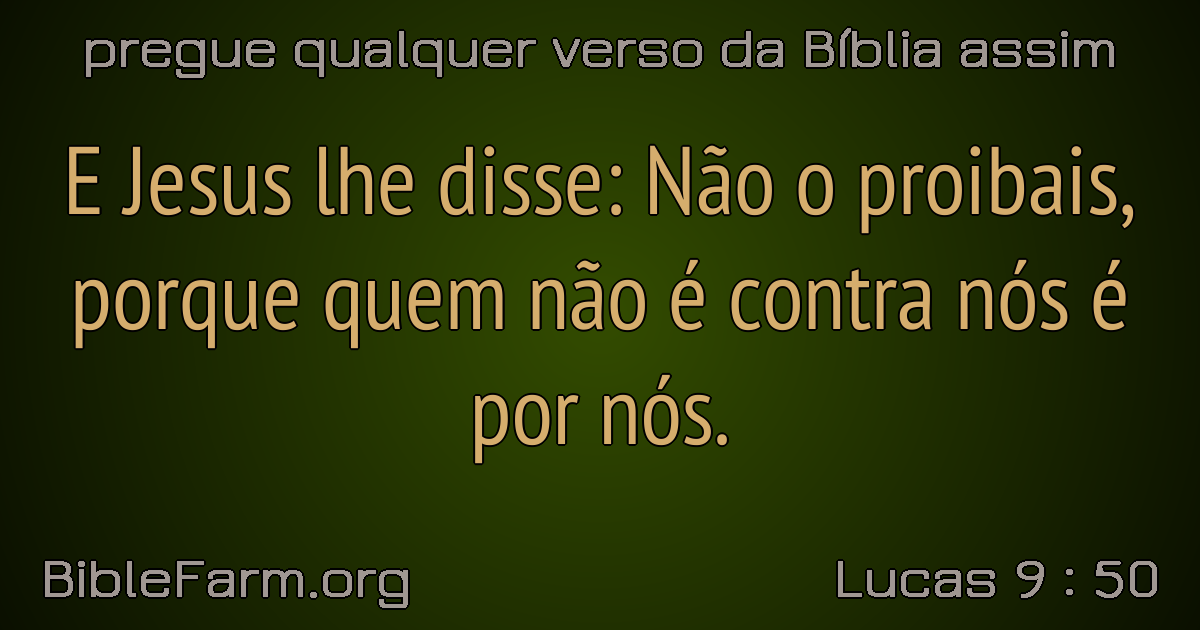 pregue qualquer verso da Bíblia assim
E Jesus lhe disse: Não o proibais,
porque quem não é contra nós é
por nós.
BibleFarm.org
Lucas 9 : 50